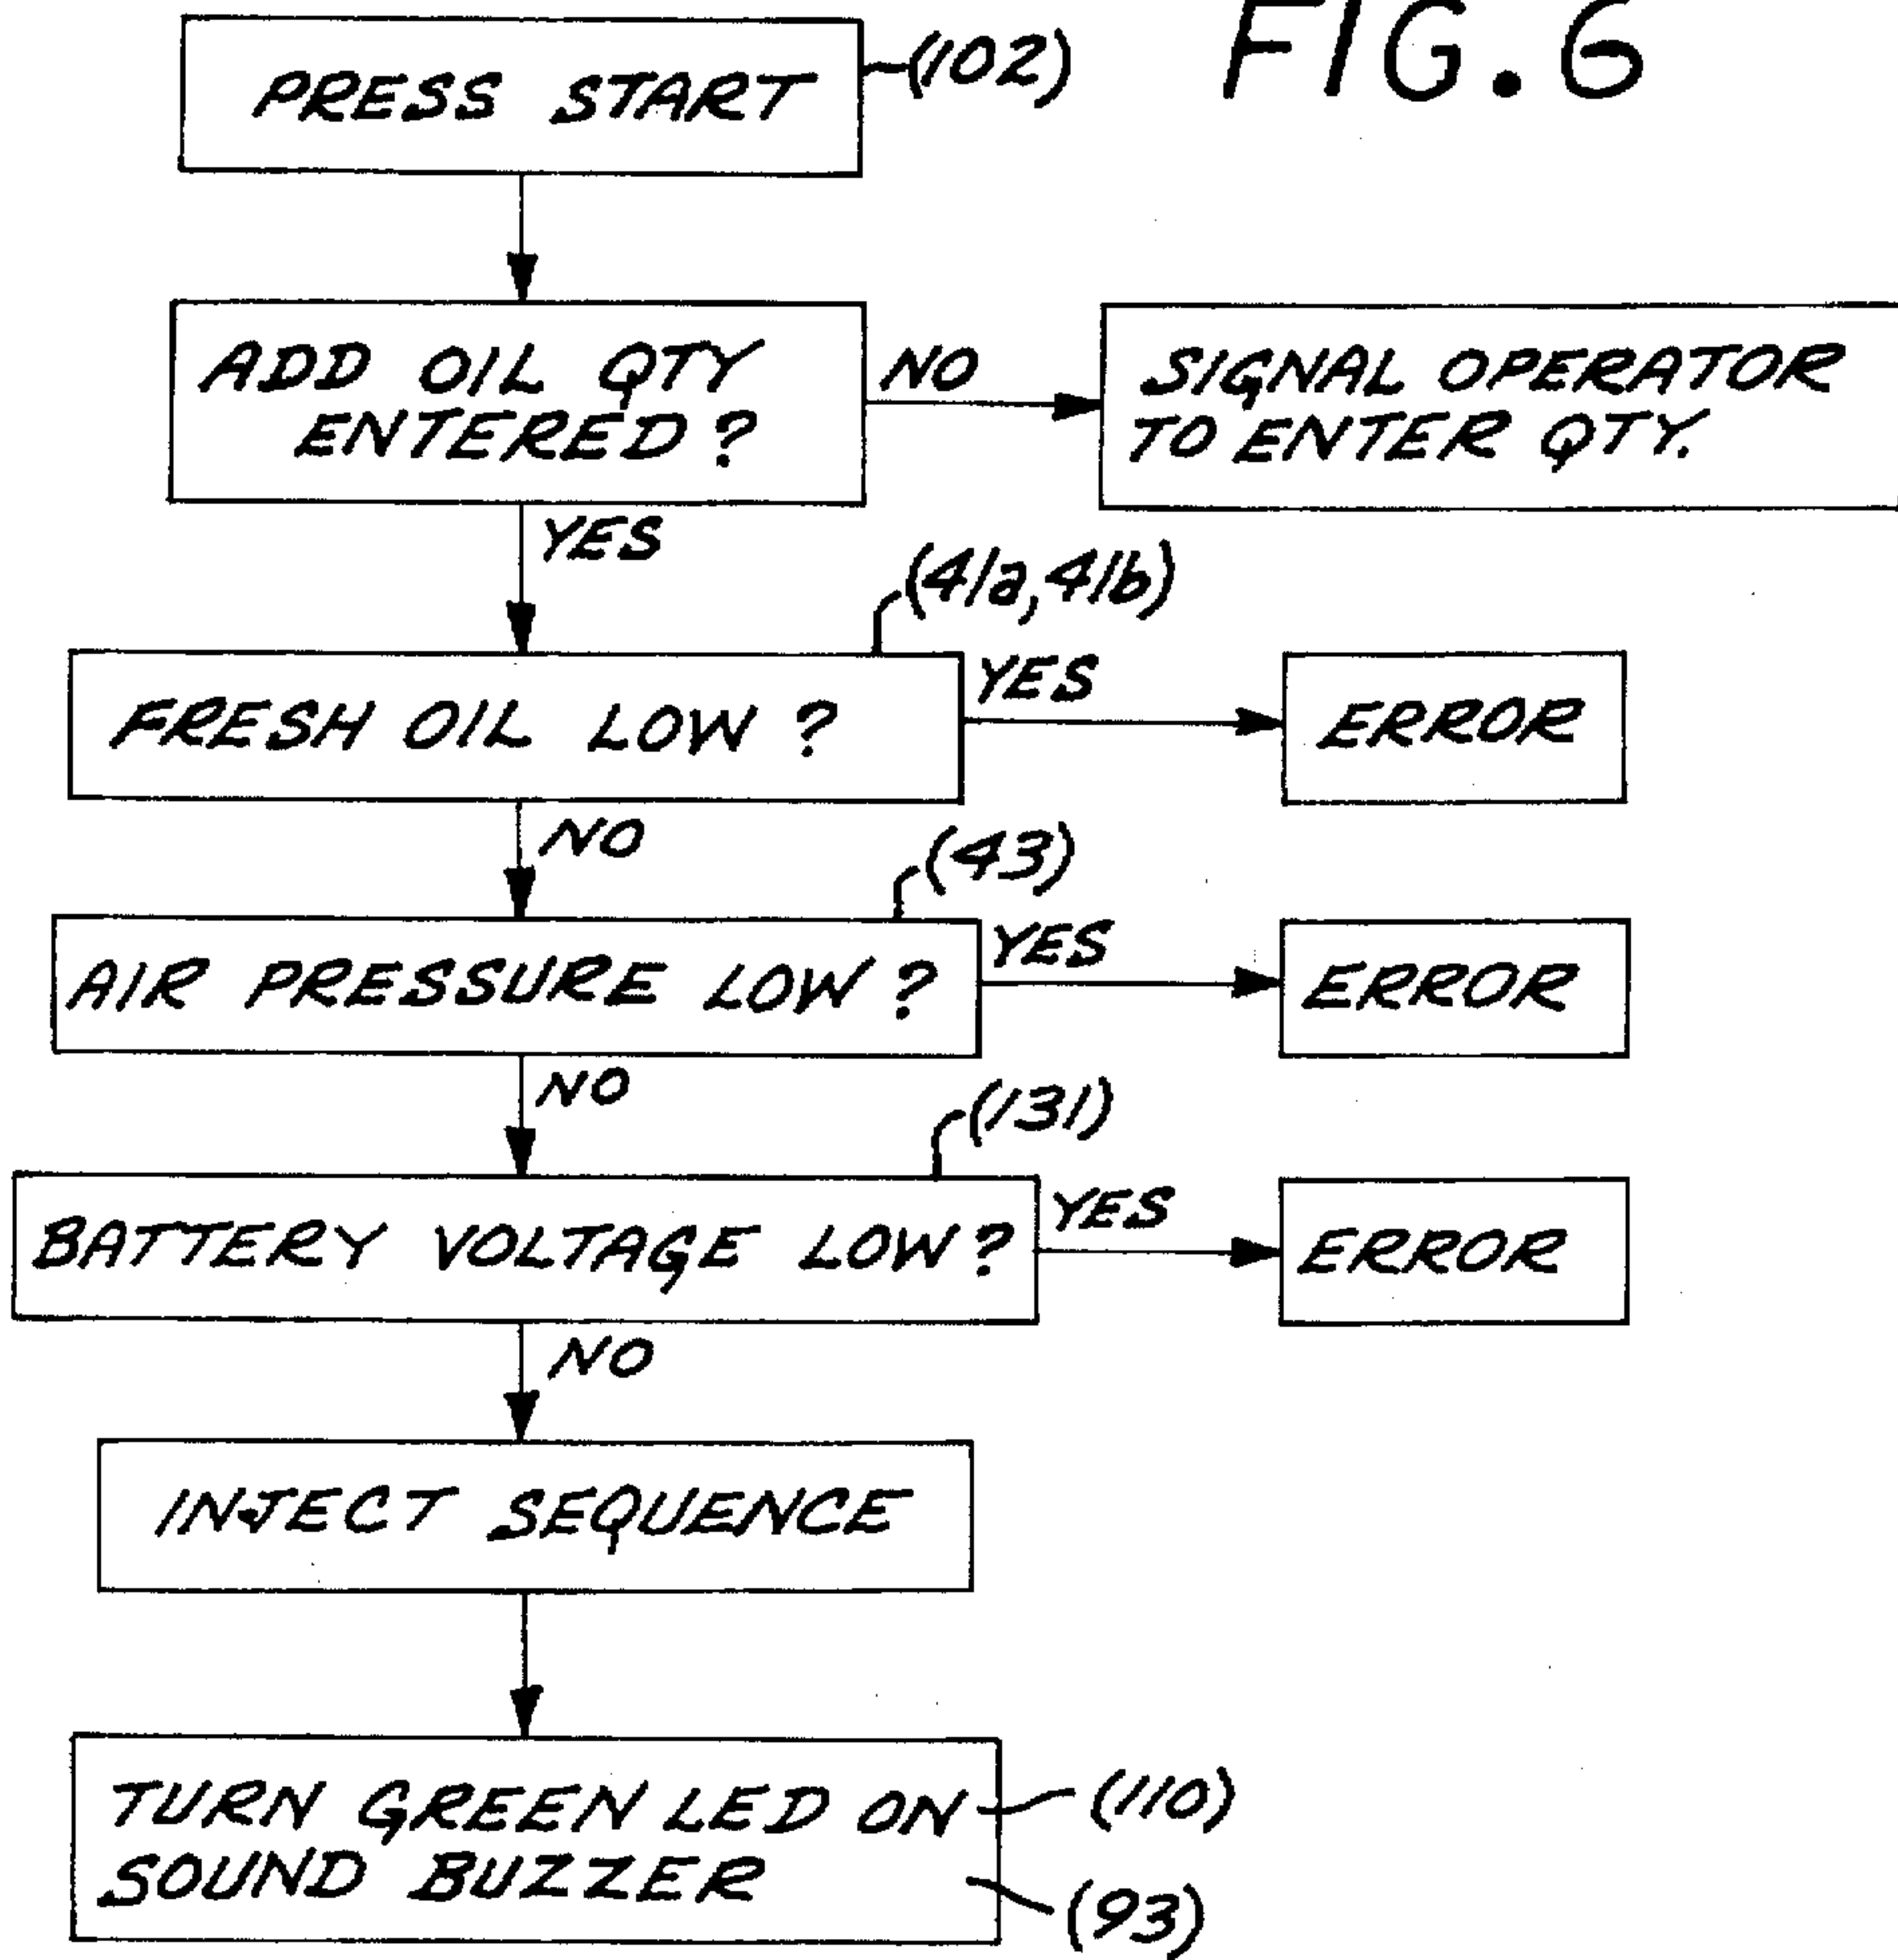 FIG. 6
PRESS START
(102)
ADD OIL QTY
ENTERED?
NO
SIGNAL OPERATOR
TO ENTER QTY.
YES
(41a, 41b)
FRESH OIL LOW?
YES
ERROR
NO
(43)
AIR PRESSURE LOW?
YES
ERROR
NO
(131)
BATTERY VOLTAGE LOW?
YES
ERROR
NO
INJECT SEQUENCE
TURN GREEN LED ON
(110)
SOUND BUZZER
(93)